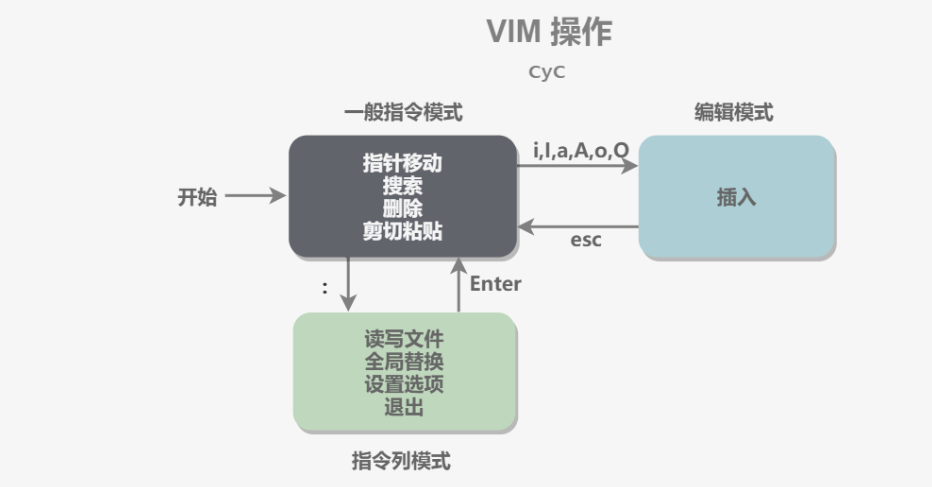 VIM 操作
CyC
一般指令模式
编辑模式
指针移动
搜索
删除
剪切粘贴
i,I,a,A,o,O
插入
开始
esc
:
Enter
读写文件
全局替换
设置选项
退出
指令列模式